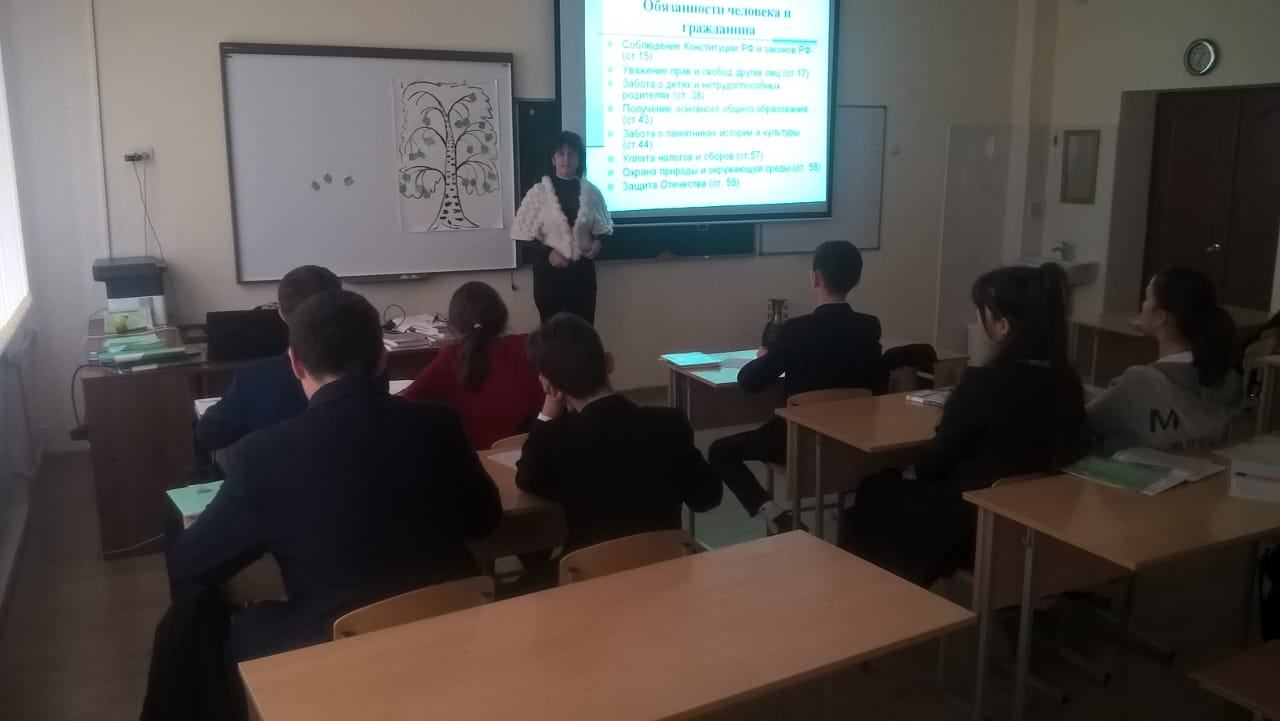 Обязанности человека и
гражданина
Соблюдение Конституции РФ и законов РФ
(ст 15)
Уважение прав и свобод других лиц (ст 17)
Забота о детях и нетрудоспособных
родителях (ст. 38)
Получение основного общего образования
(ст.43)
Забота о памятниках истории и культуры
(ст.44)
Уплата налогов и сборов (ст.57)
Охрана природы и окружающей среды (ст. 58)
Защита Отечества (ст. 59)
M